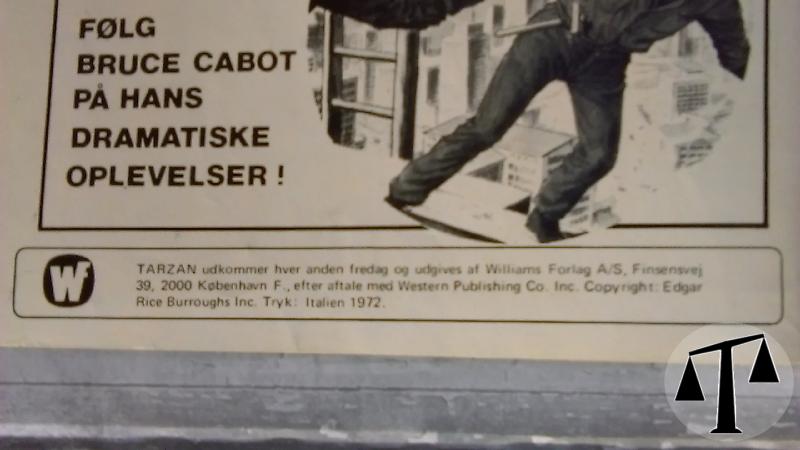 FØLG
BRUCE CABOT
PÅ HANS
DRAMATISKE
OPLEVELSER !
Wf
TARZAN udkommer hver anden fredag og udgives af Williams Forlag A/S, Finsensvej
39, 2000 København F., efter aftale med Western Publishing Co. Inc. Copyright: Edgar
Rice Burroughs Inc. Tryk: Italien 1972.